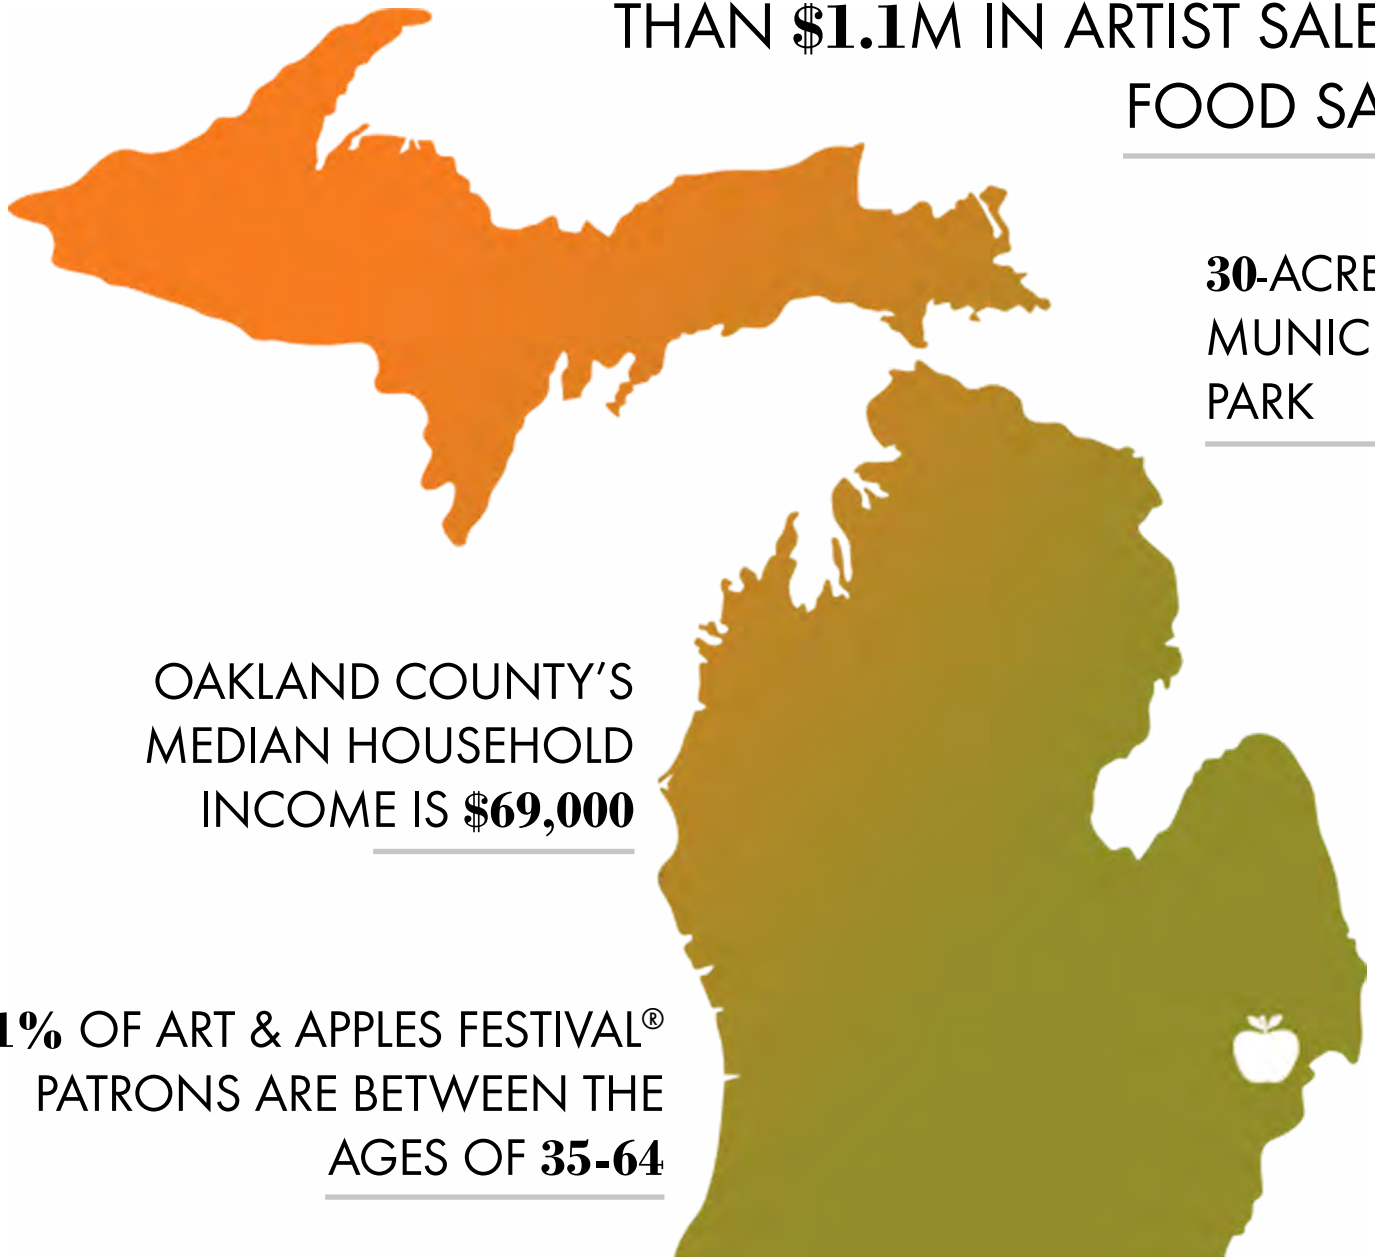 THAN $1.1M IN ARTIST SALE
FOOD SA
30-ACRE
MUNIC
PARK
OAKLAND COUNTY’S
MEDIAN HOUSEHOLD
INCOME IS $69,000
1% OF ART & APPLES FESTIVAL®
PATRONS ARE BETWEEN THE
AGES OF 35-64